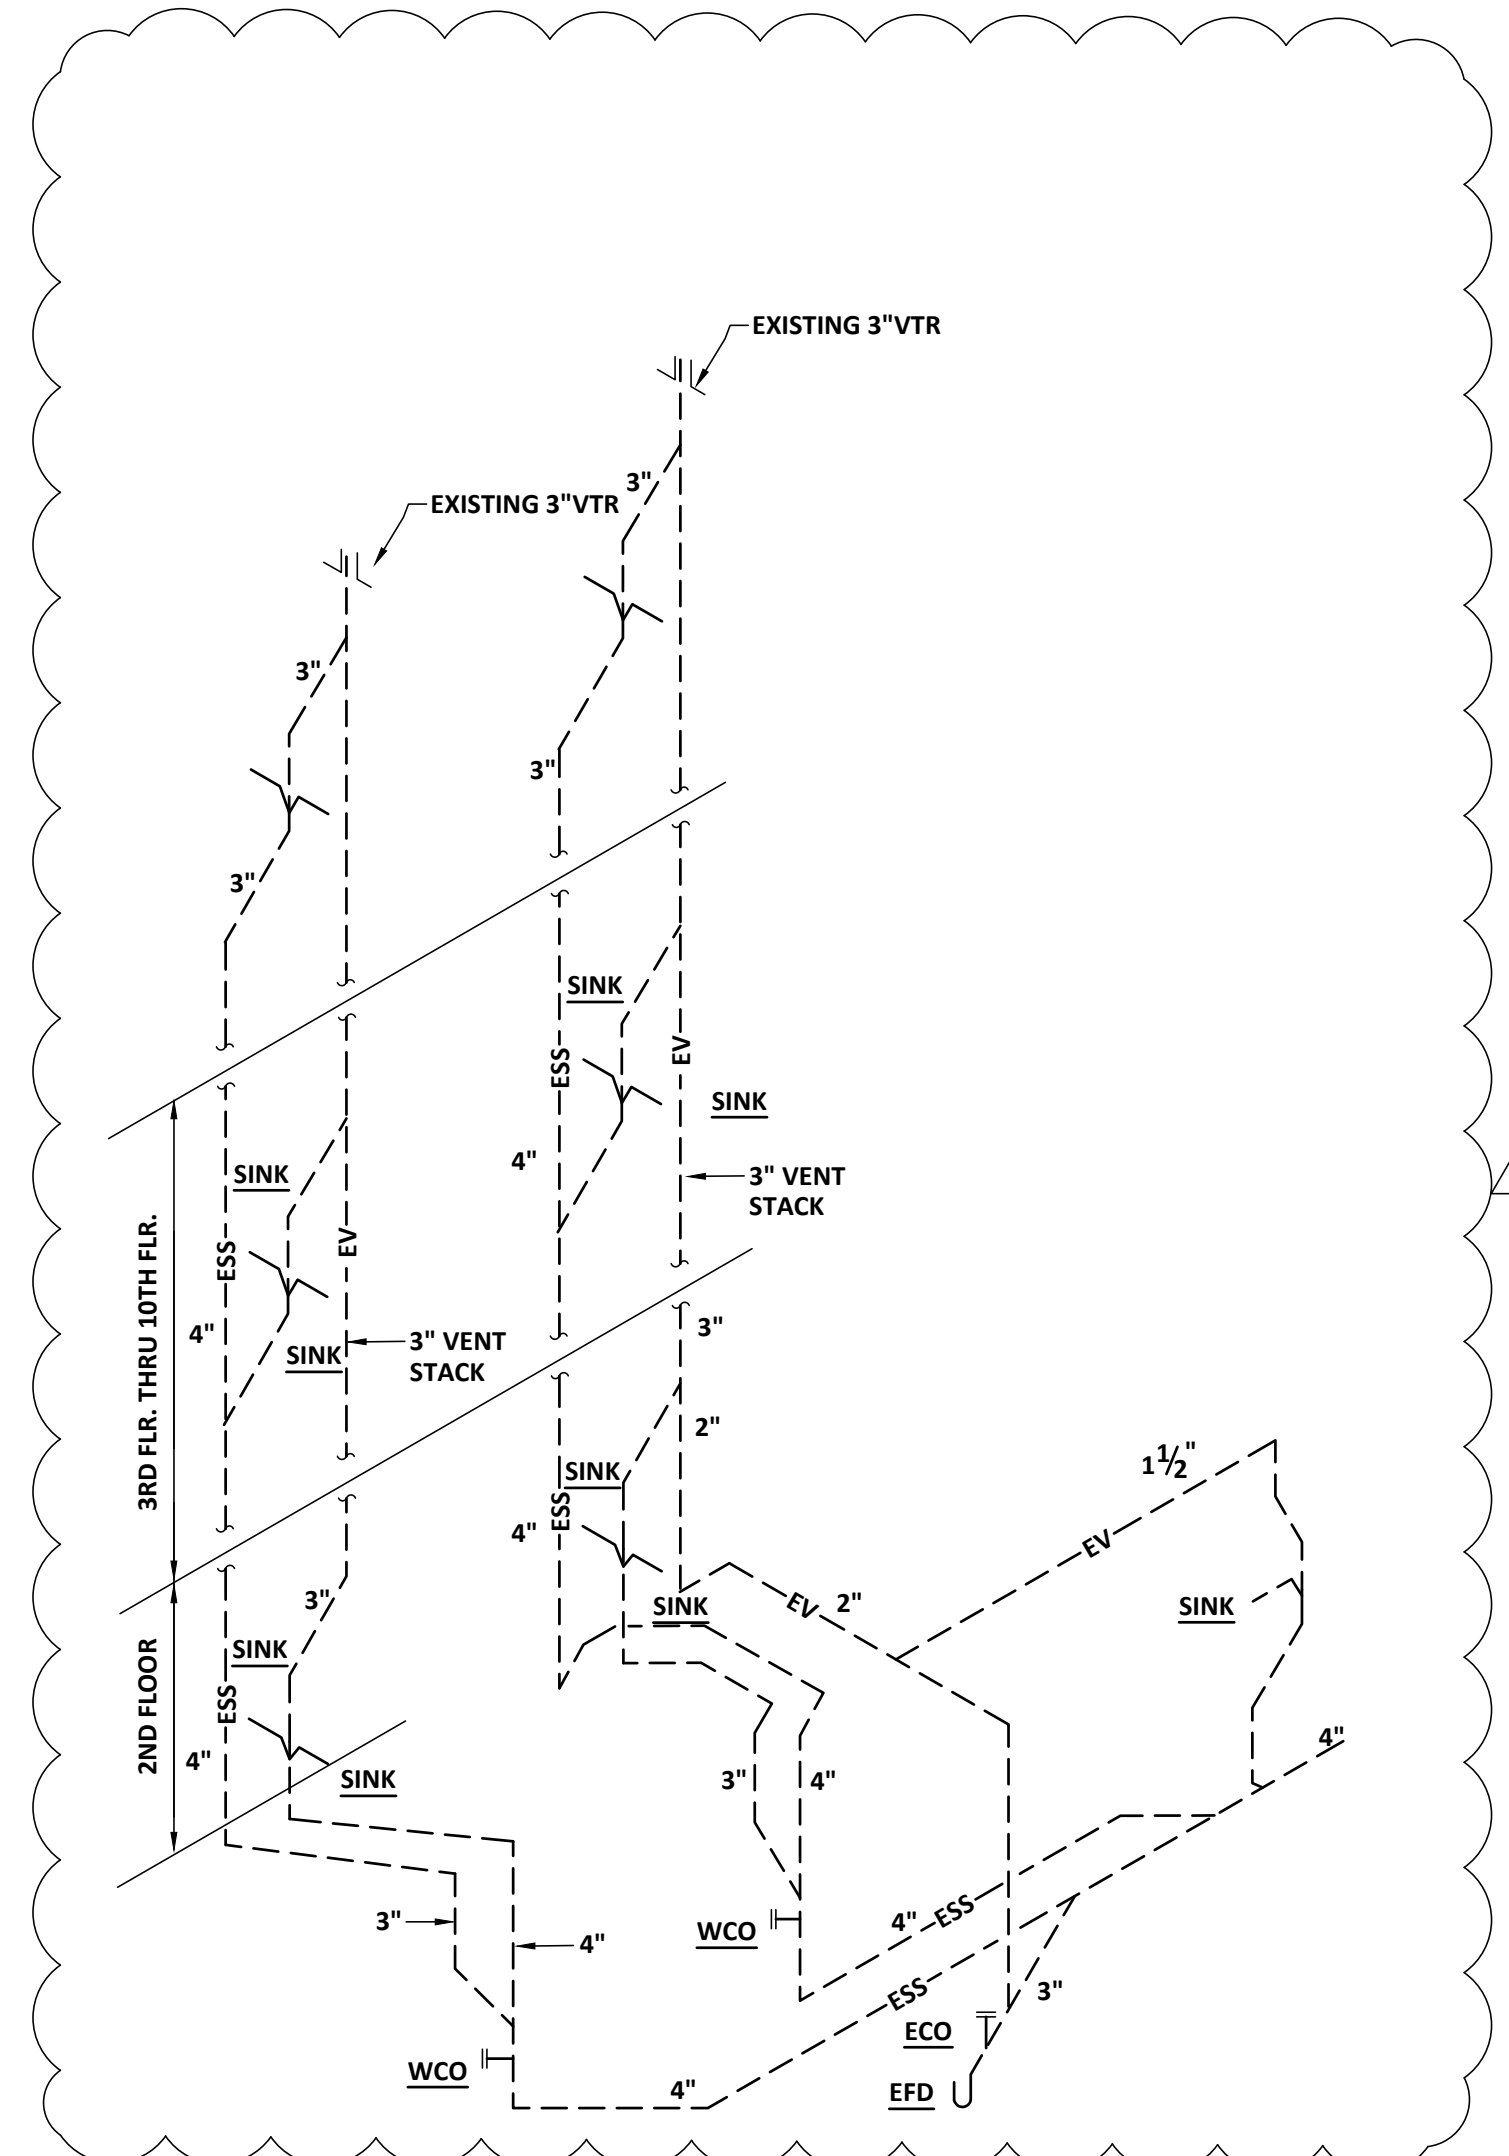 EXISTING 3"VTR
3"
EXISTING 3"VTR
3"
3"
3"
SINK
ESS
EV
SINK
4"
3" VENT
STACK
SINK
3RD FLR. THRU 10TH FLR.
ESS
EV
4"
SINK
3" VENT
STACK
3"
2"
SINK
ESS
4"
1½"
EV
SINK
EV
2"
SINK
3"
SINK
2ND FLOOR
ESS
4"
SINK
3"
4"
4"
3"
4"
WCO
4"
ESS
ESS
3"
ECO
WCO
4"
EFD